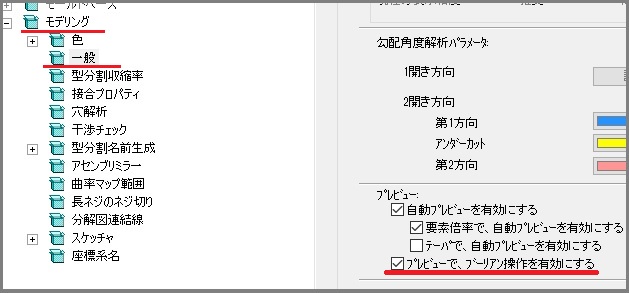 モデリング
色
一般
型分割収縮率
接合プロパティ
穴解析
干渉チェック
型分割名前生成
アセンブリミラー
曲率マップ範囲
長ネジのネジ切り
分解図連結線
スケッチャ
座標系名
勾配角度解析パラメータ:
1開き方向
2開き方向
第1方向
アンダーカット
第2方向
プレビュー:
自動プレビューを有効にする
要素倍率で、自動プレビューを有効にする
テーパで、自動プレビューを有効にする
プレビューで、ブーリアン操作を有効にする